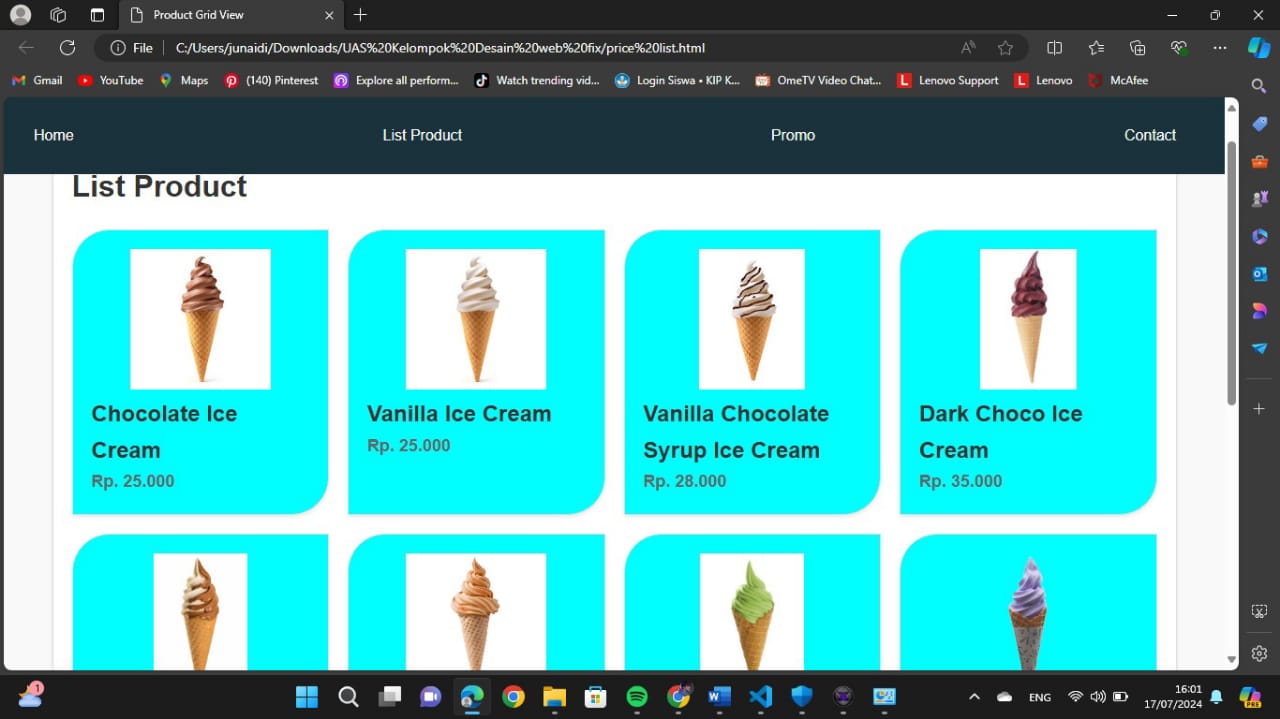 Product Grid View
File
C:/Users/junaidi/Downloads/UAS%20Kelompok%20Desain%20web%20fix/price%20list.html
Gmail
YouTube
Maps
(140) Pinterest
Explore all perform...
Watch trending vid...
Login Siswa • KIP K...
OmeTV Video Chat...
Lenovo Support
Lenovo
McAfee
Home
List Product
Promo
Contact
List Product
Chocolate Ice
Cream
Rp. 25.000
Vanilla Ice Cream
Rp. 25.000
Vanilla Chocolate
Syrup Ice Cream
Rp. 28.000
Dark Choco Ice
Cream
Rp. 35.000
1
ENG
16:01
17/07/2024
PRE